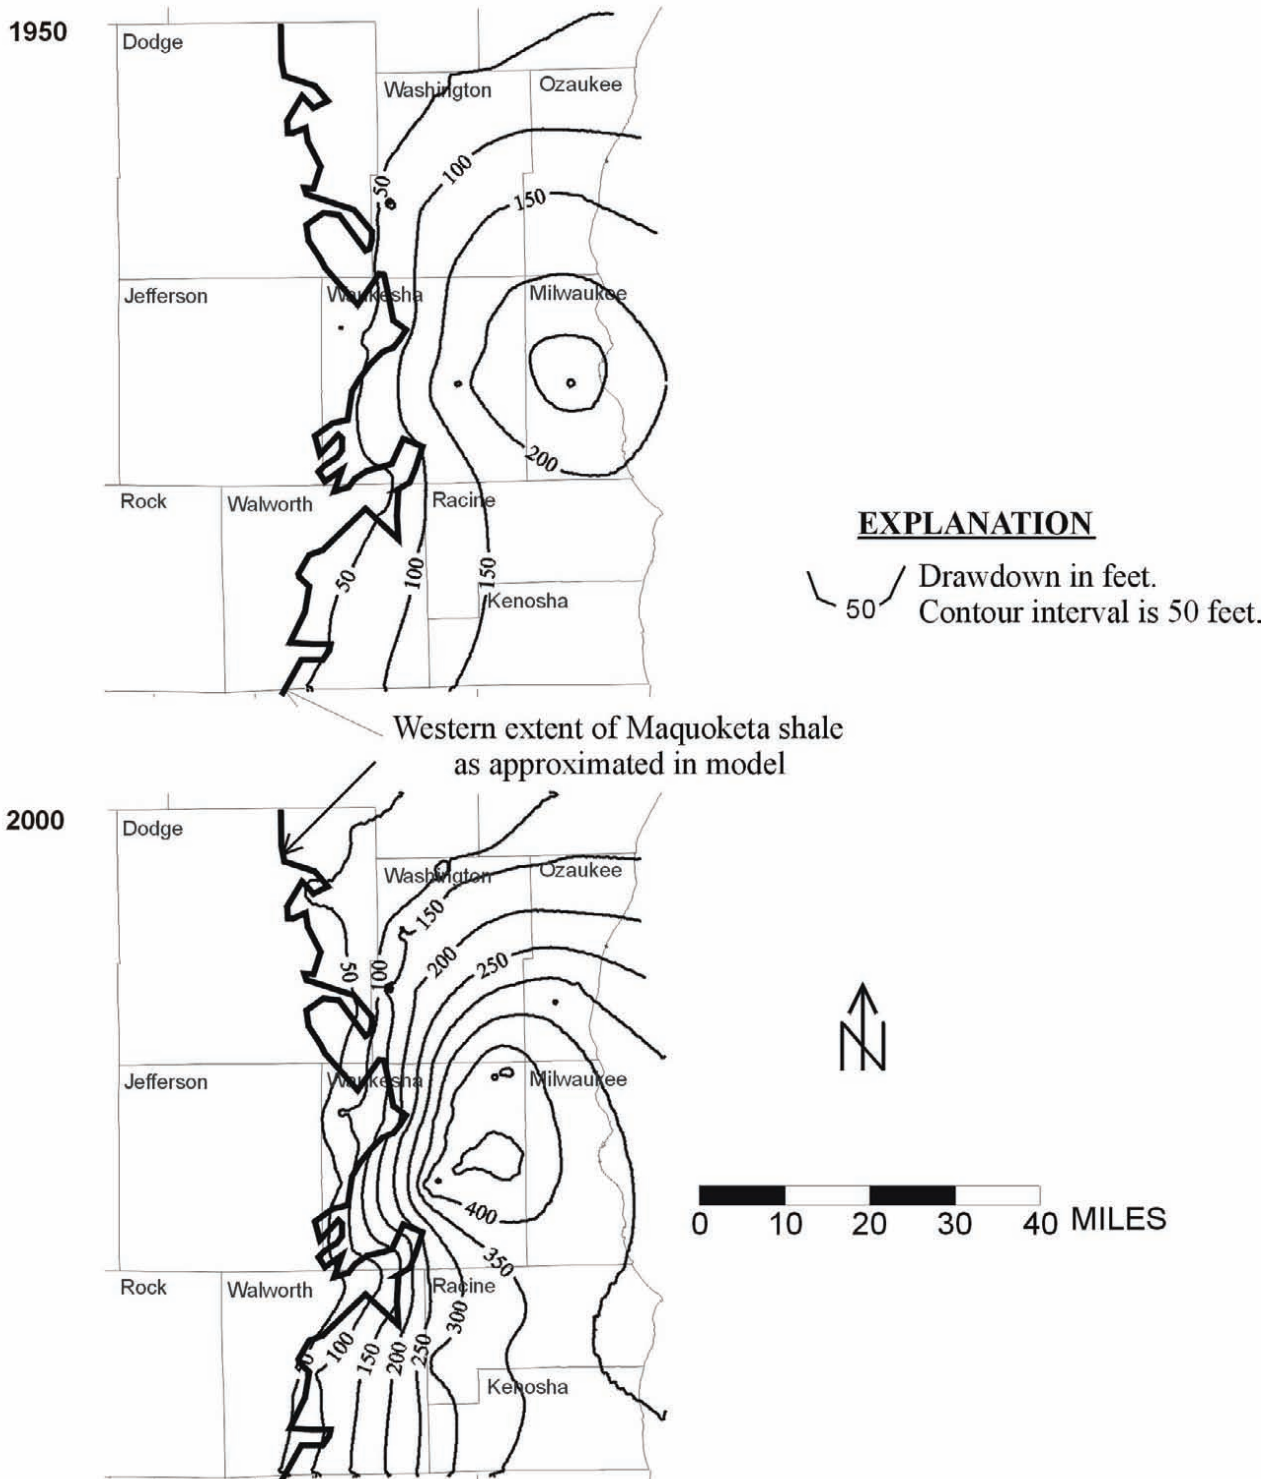 1950
Dodge
Washington
Ozaukee
50
100
150
Jefferson
Waukesha
Milwaukee
200
Rock
Walworth
Racine
50
100
150
Kenosha
EXPLANATION
50
Drawdown in feet.
Contour interval is 50 feet.
Western extent of Maquoketa shale
as approximated in model
2000
Dodge
Washington
Ozaukee
150
50
100
200
250
N
Jefferson
Waukesha
Milwaukee
400
350
0 10 20 30 40 MILES
Rock
Walworth
Racine
300
50
100
150
200
250
Kenosha